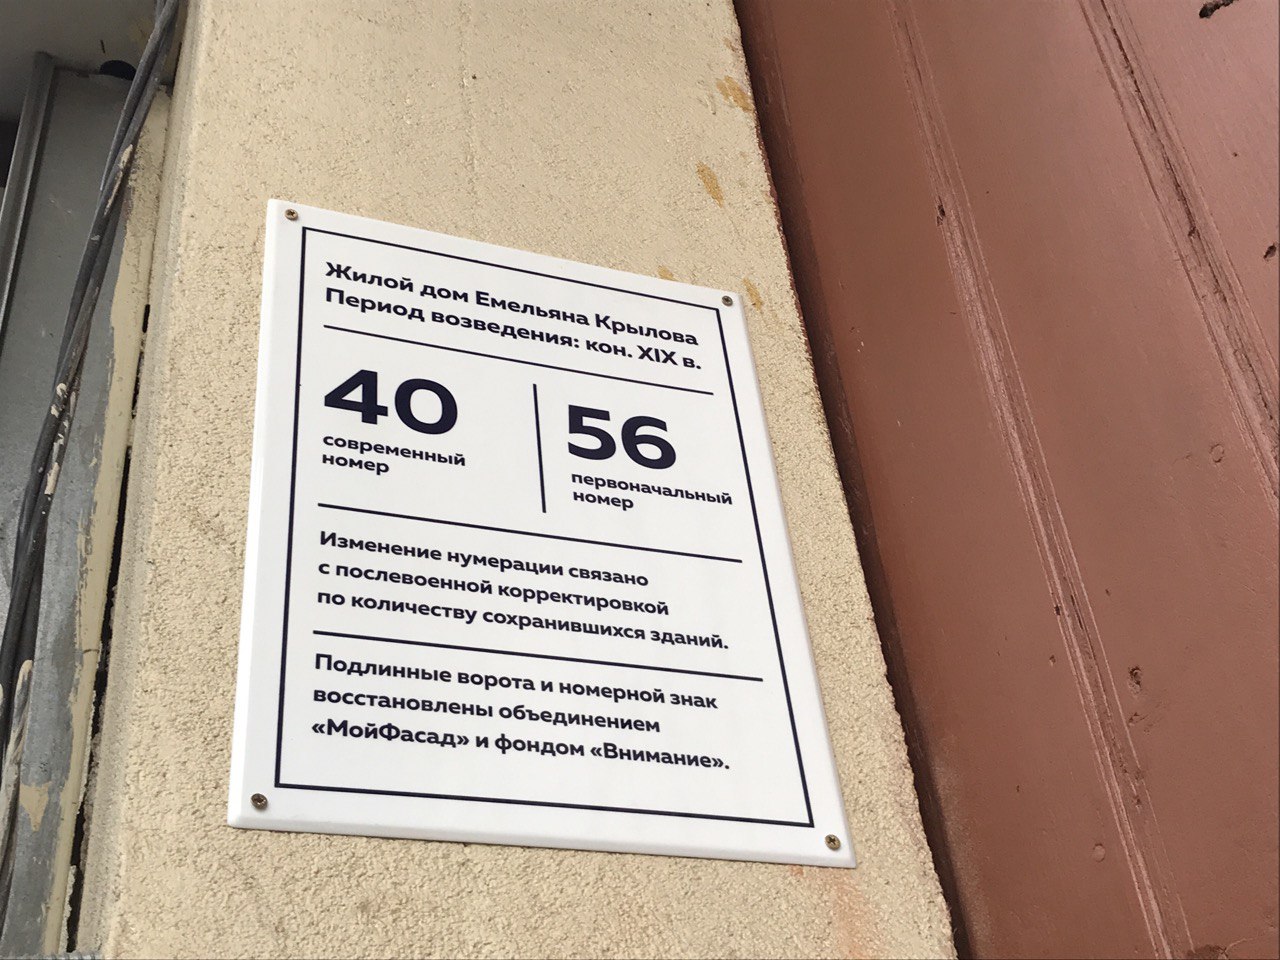 Жилой дом Емельяна Крылова
Период возведения: кон. XIX в.
40
современный
номер
56
первоначальный
номер
Изменение нумерации связано
с послевоенной корректировкой
по количеству сохранившихся зданий.
Подлинные ворота и номерной знак
восстановлены объединением
«МойФасад» и фондом «Внимание».